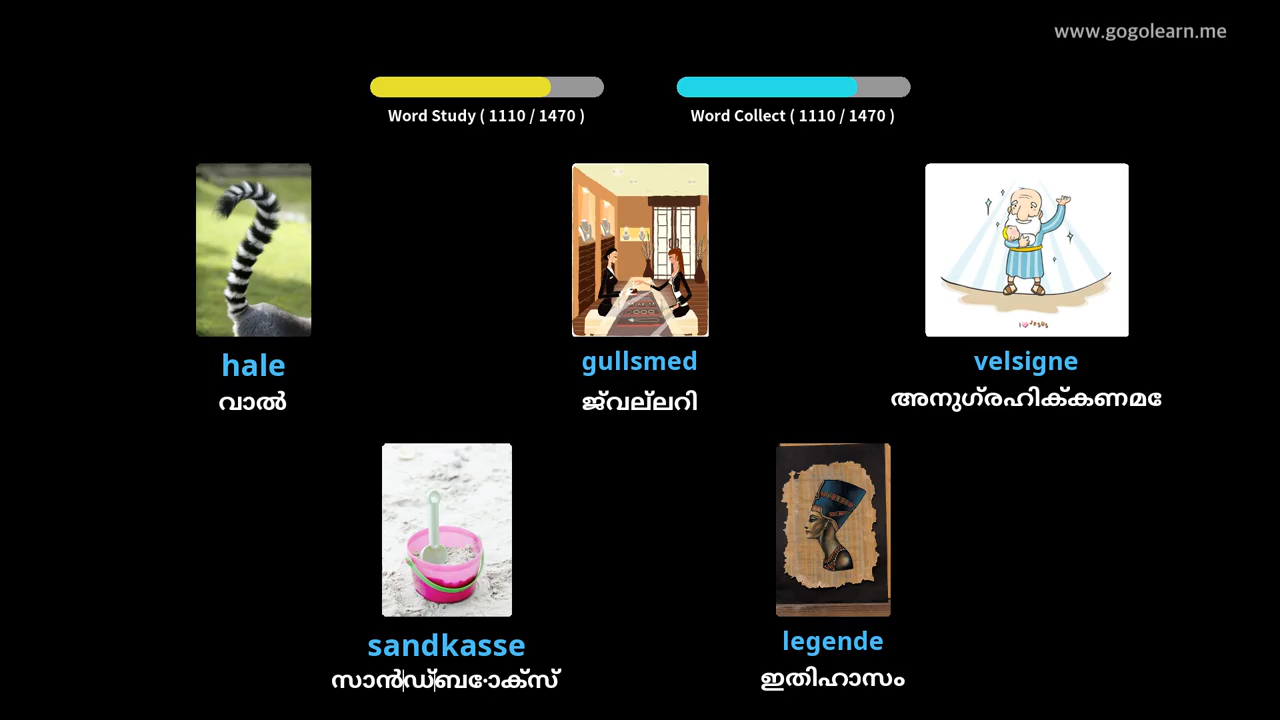 www.gogolearn.me
Word Study ( 1110 / 1470 )
Word Collect ( 1110 / 1470 )
hale
വാൽ
gullsmed
ജ്വല്ലറി
velsigne
അനുഗ്രഹിക്കണമേ
I ❤ JESUS
sandkasse
സാൻഡ്ബോക്സ്
legende
ഇതിഹാസം